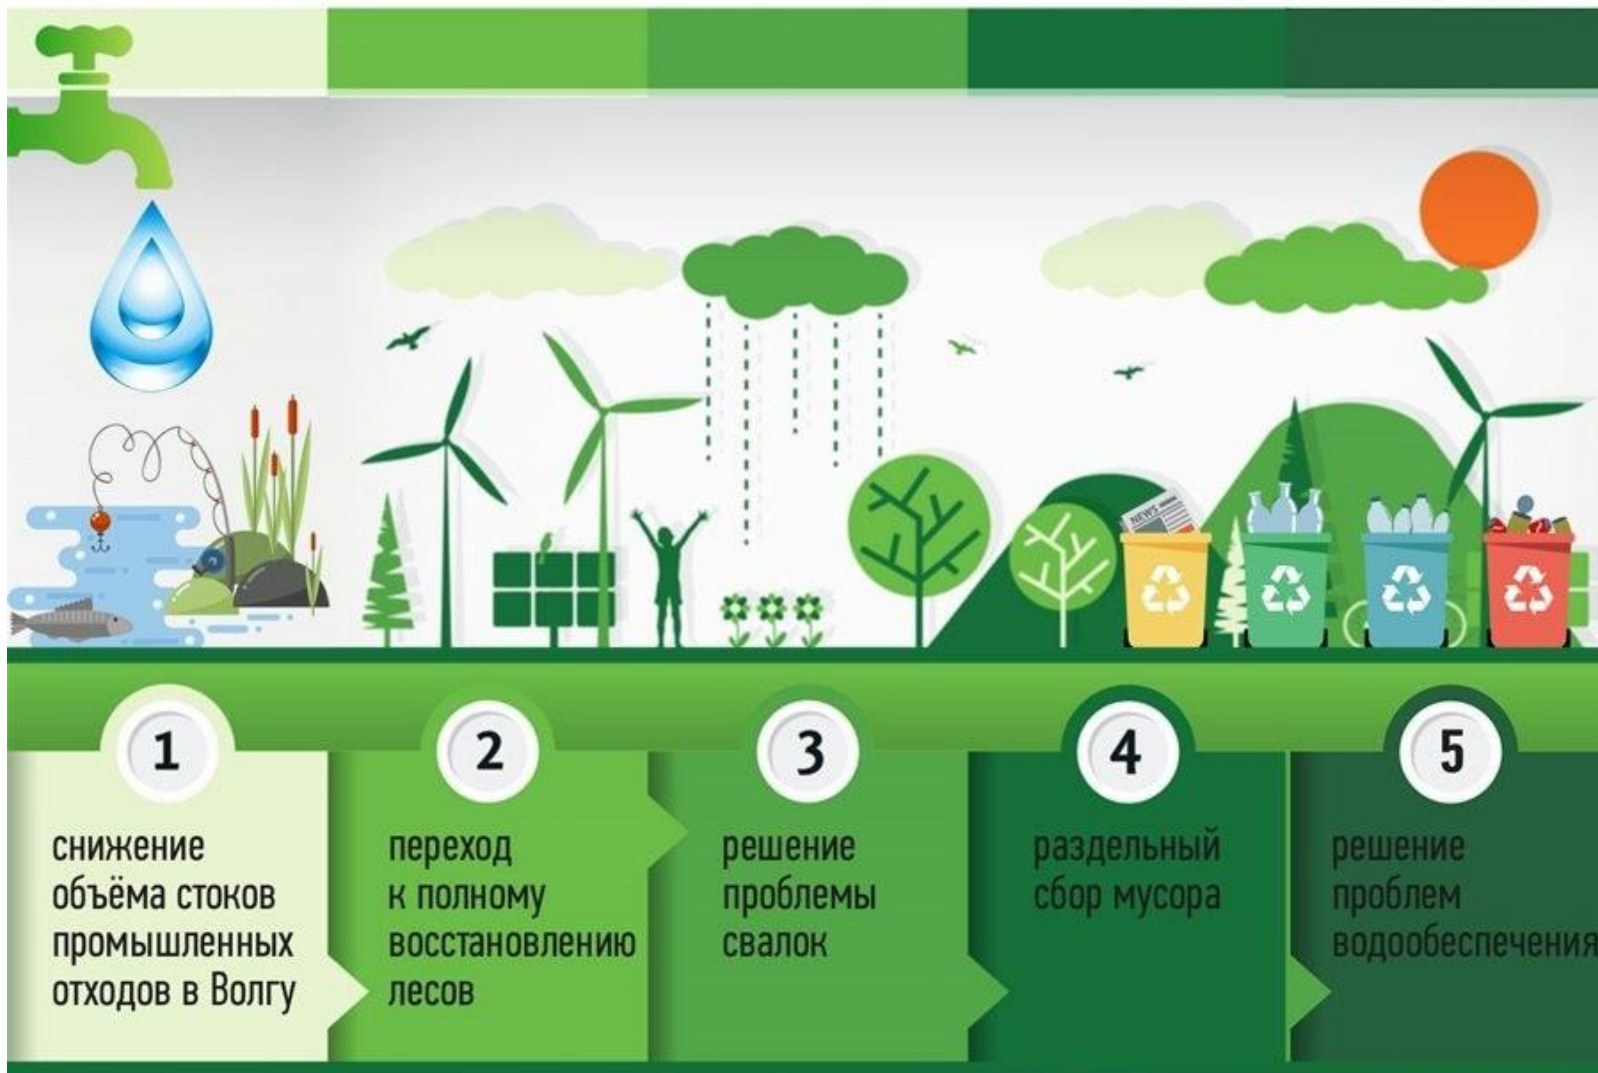 NEWS
1
снижение
объёма стоков
промышленных
отходов в Волгу
2
переход
к полному
восстановлению
лесов
3
решение
проблемы
свалок
4
раздельный
сбор мусора
5
решение
проблем
водообеспечения